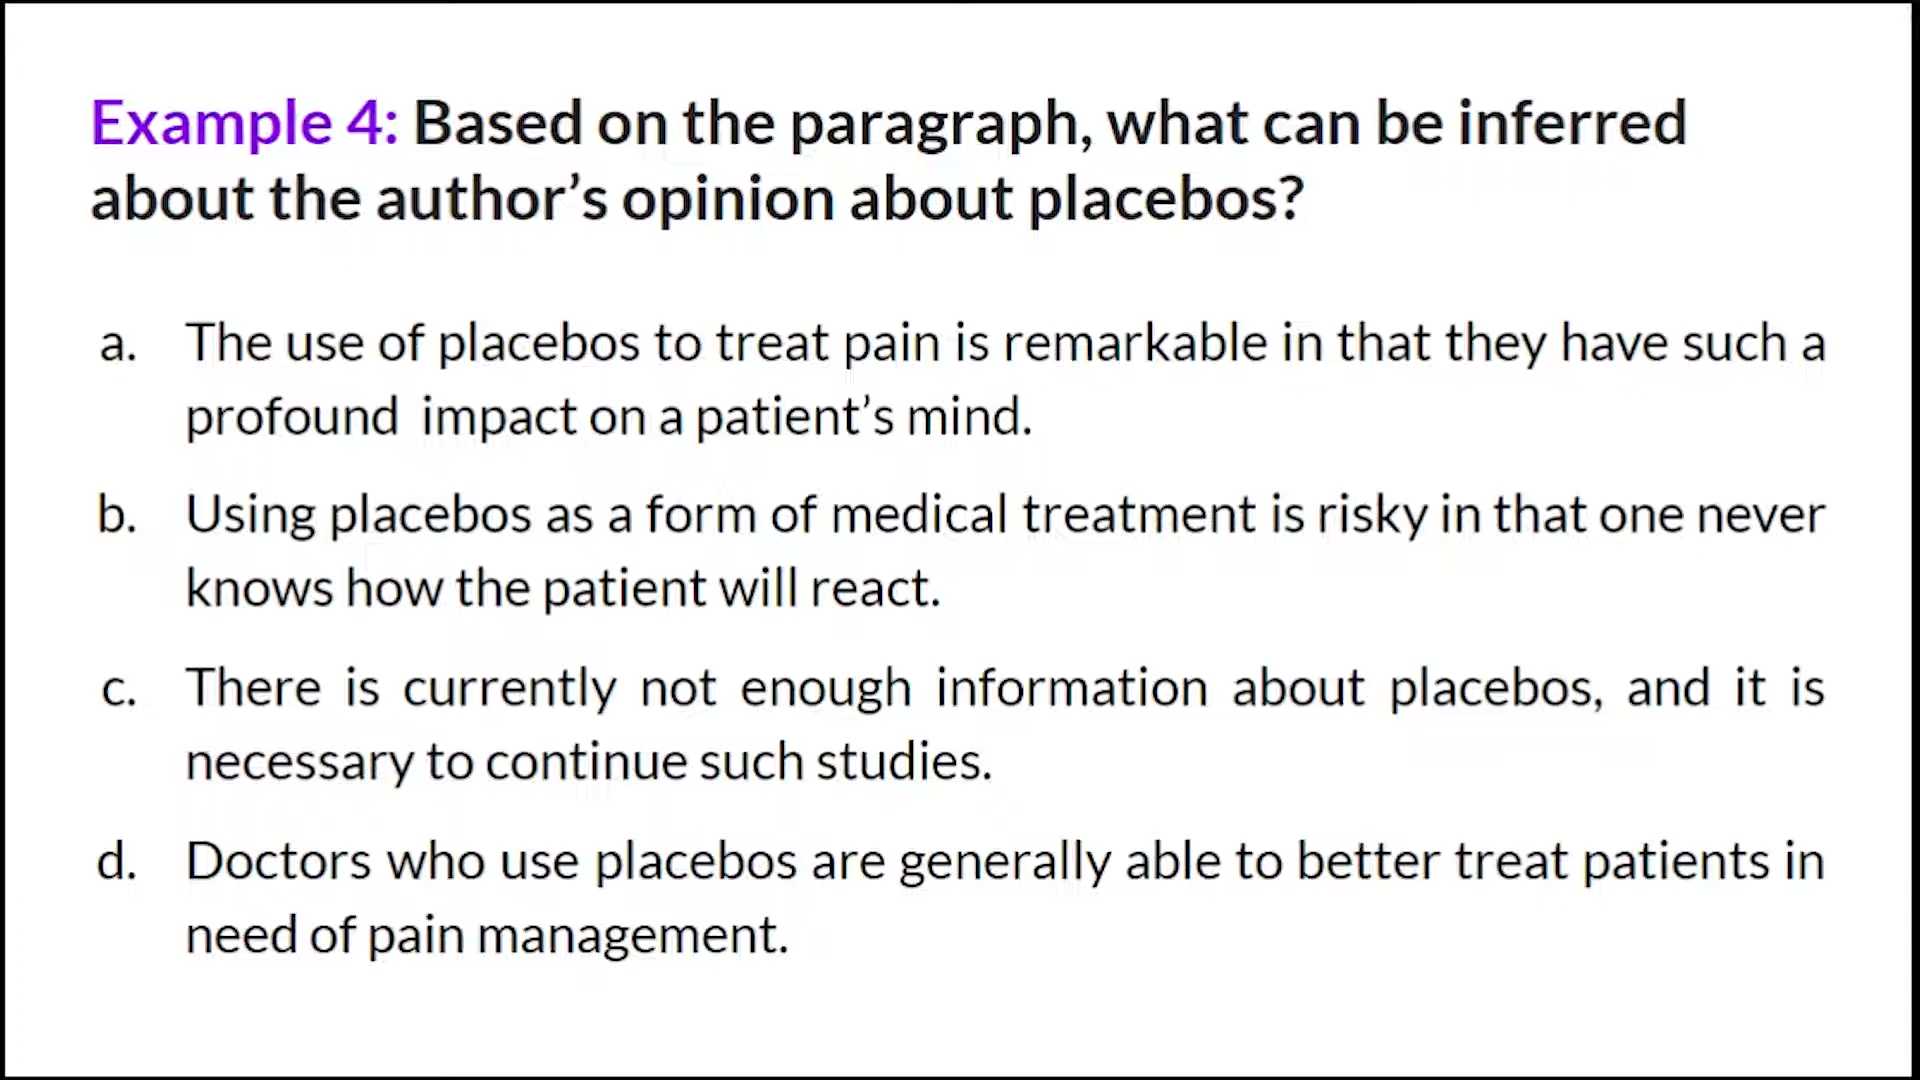 Example 4: Based on the paragraph, what can be inferred
about the author’s opinion about placebos?
a. The use of placebos to treat pain is remarkable in that they have such a
profound impact on a patient’s mind.
b. Using placebos as a form of medical treatment is risky in that one never
knows how the patient will react.
c. There is currently not enough information about placebos, and it is
necessary to continue such studies.
d. Doctors who use placebos are generally able to better treat patients in
need of pain management.